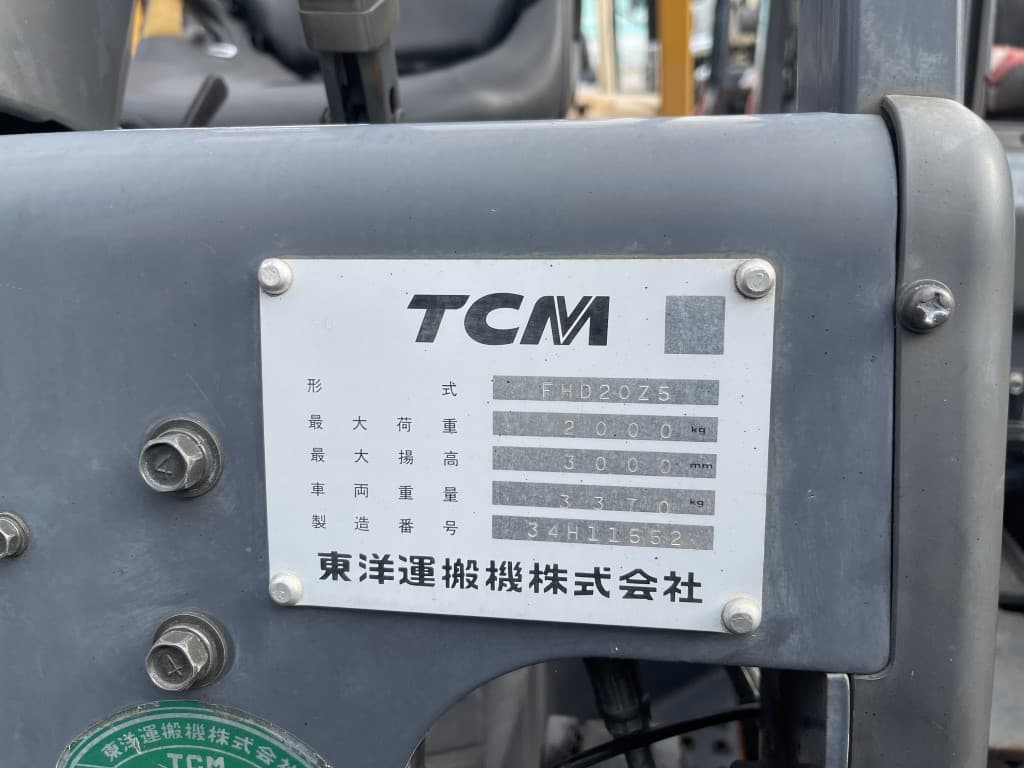 TCM
形式 FHD20Z5
最大荷重 2000 kg
最大揚高 3000 mm
車両重量 3370 kg
製造番号 34H11552
東洋運搬機株式会社
4
4
東洋運搬機株式会社
TCM